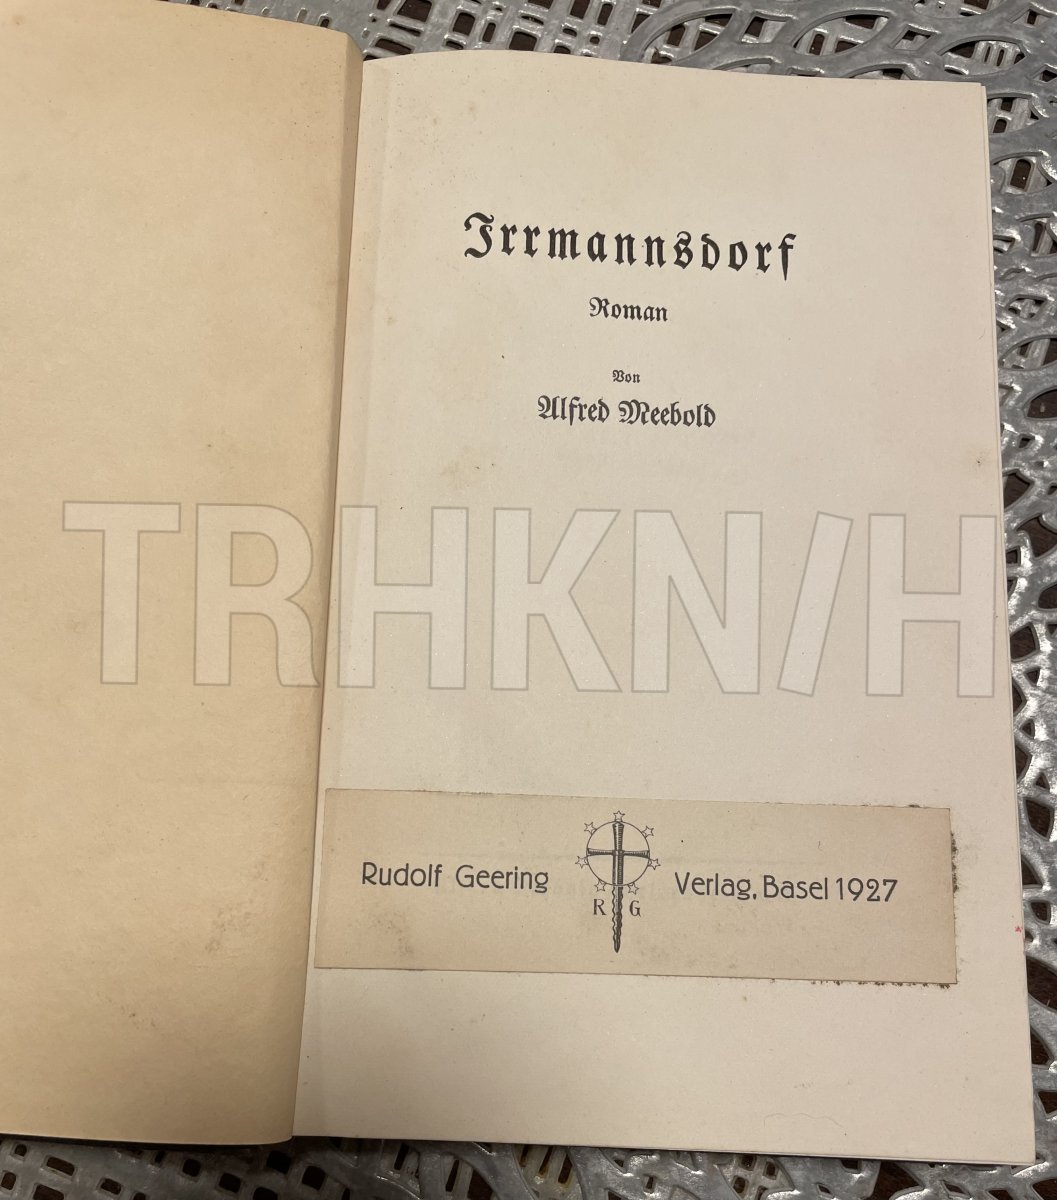 Irrmannsdorf
Roman
Von
Alfred Meebold
TRHKN/H
Rudolf Geering
R G
Verlag, Basel 1927